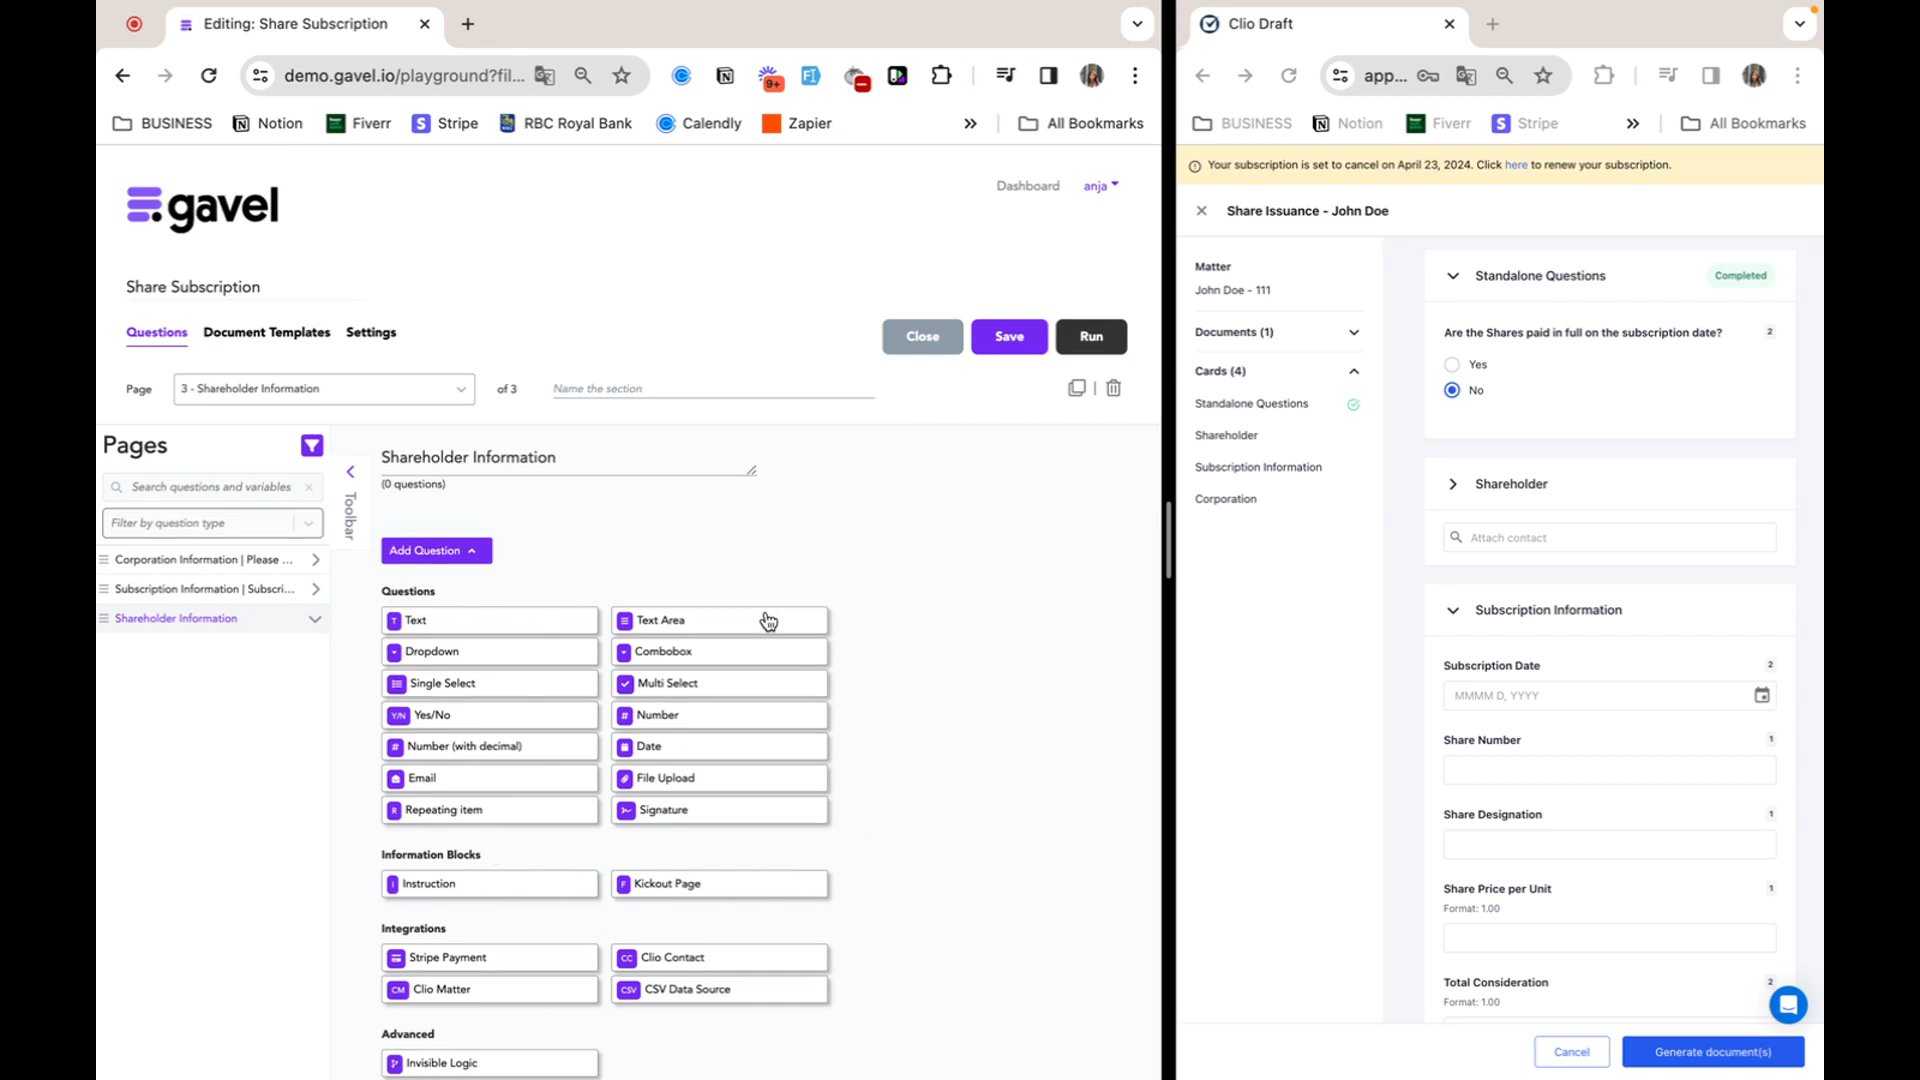 Editing: Share Subscription
demo.gavel.io/playground?fil...
9+
BUSINESS
Notion
Fiverr
Stripe
RBC Royal Bank
Calendly
Zapier
»
All Bookmarks
gavel
Dashboard
anja
Share Subscription
Questions
Document Templates
Settings
Close
Save
Run
Page
3 - Shareholder Information
of 3
Name the section
Pages
Search questions and variables
Filter by question type
Corporation Information | Please ...
Subscription Information | Subscri...
Shareholder Information
Toolbar
Shareholder Information
(0 questions)
Add Question
Questions
T Text
Text Area
Dropdown
Combobox
Single Select
Multi Select
Y/N Yes/No
# Number
# Number (with decimal)
Date
Email
File Upload
R Repeating item
Signature
Information Blocks
I Instruction
F Kickout Page
Integrations
Stripe Payment
CC Clio Contact
CM Clio Matter
CSV CSV Data Source
Advanced
Invisible Logic
Clio Draft
app...
BUSINESS
Notion
Fiverr
Stripe
»
All Bookmarks
Your subscription is set to cancel on April 23, 2024. Click here to renew your subscription.
Share Issuance - John Doe
Matter
John Doe - 111
Documents (1)
Cards (4)
Standalone Questions
Shareholder
Subscription Information
Corporation
Standalone Questions
Completed
Are the Shares paid in full on the subscription date?
2
Yes
No
Shareholder
Attach contact
Subscription Information
Subscription Date
2
MMMM D, YYYY
Share Number
1
Share Designation
1
Share Price per Unit
1
Format: 1.00
Total Consideration
2
Format: 1.00
Cancel
Generate document(s)